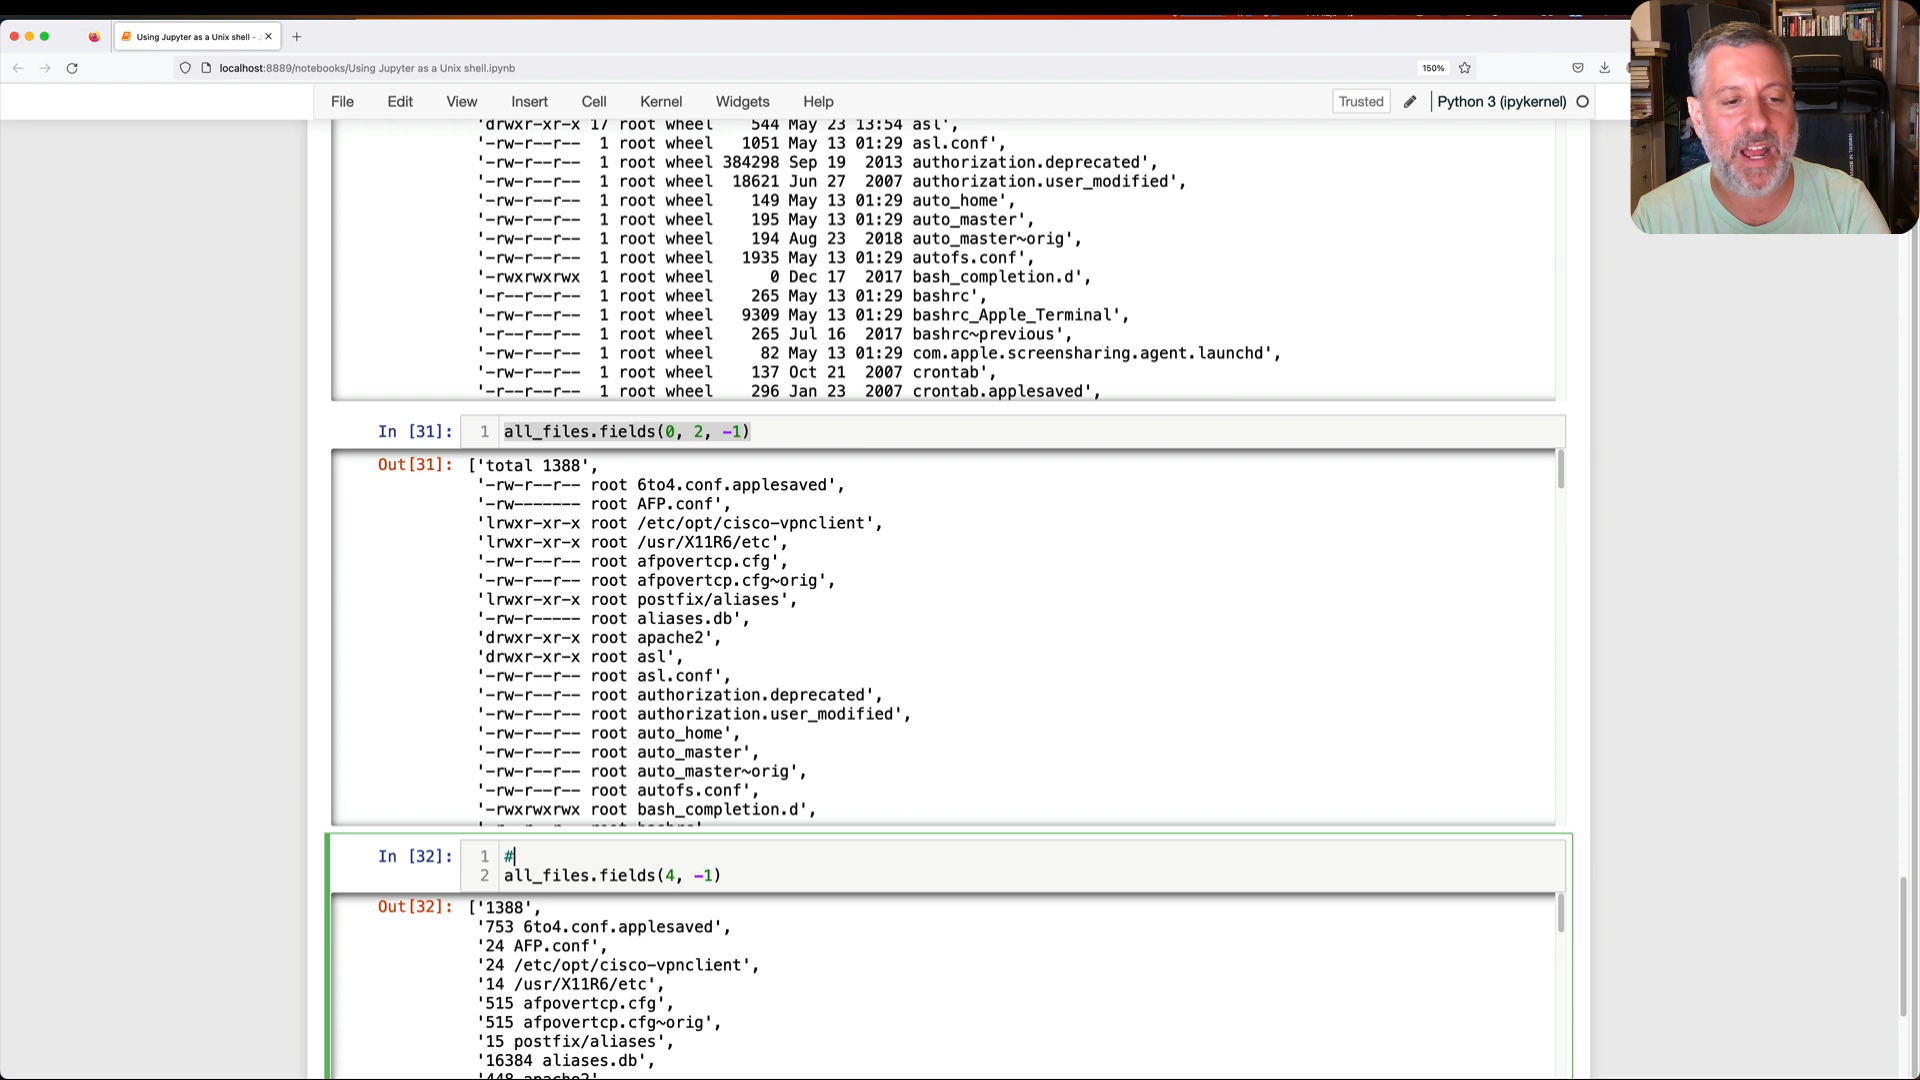 Using Jupyter as a Unix shell -
localhost:8889/notebooks/Using Jupyter as a Unix shell.ipynb
150%
File Edit View Insert Cell Kernel Widgets Help
Trusted
Python 3 (ipykernel)
'drwxr-xr-x 17 root wheel 544 May 23 13:54 asl',
'-rw-r--r-- 1 root wheel 1051 May 13 01:29 asl.conf',
'-rw-r--r-- 1 root wheel 384298 Sep 19 2013 authorization.deprecated',
'-rw-r--r-- 1 root wheel 18621 Jun 27 2007 authorization.user_modified',
'-rw-r--r-- 1 root wheel 149 May 13 01:29 auto_home',
'-rw-r--r-- 1 root wheel 195 May 13 01:29 auto_master',
'-rw-r--r-- 1 root wheel 194 Aug 23 2018 auto_master~orig',
'-rw-r--r-- 1 root wheel 1935 May 13 01:29 autofs.conf',
'-rwxrwxrwx 1 root wheel 0 Dec 17 2017 bash_completion.d',
'-r--r--r-- 1 root wheel 265 May 13 01:29 bashrc',
'-rw-r--r-- 1 root wheel 9309 May 13 01:29 bashrc_Apple_Terminal',
'-r--r--r-- 1 root wheel 265 Jul 16 2017 bashrc~previous',
'-rw-r--r-- 1 root wheel 82 May 13 01:29 com.apple.screensharing.agent.launchd',
'-rw-r--r-- 1 root wheel 137 Oct 21 2007 crontab',
'-r--r--r-- 1 root wheel 296 Jan 23 2007 crontab.applesaved',
In [31]: 1 all_files.fields(0, 2, -1)
Out[31]: ['total 1388',
'-rw-r--r-- root 6to4.conf.applesaved',
'-rw------- root AFP.conf',
'lrwxr-xr-x root /etc/opt/cisco-vpnclient',
'lrwxr-xr-x root /usr/X11R6/etc',
'-rw-r--r-- root afpovertcp.cfg',
'-rw-r--r-- root afpovertcp.cfg~orig',
'lrwxr-xr-x root postfix/aliases',
'-rw-r----- root aliases.db',
'drwxr-xr-x root apache2',
'drwxr-xr-x root asl',
'-rw-r--r-- root asl.conf',
'-rw-r--r-- root authorization.deprecated',
'-rw-r--r-- root authorization.user_modified',
'-rw-r--r-- root auto_home',
'-rw-r--r-- root auto_master',
'-rw-r--r-- root auto_master~orig',
'-rw-r--r-- root autofs.conf',
'-rwxrwxrwx root bash_completion.d',
In [32]: 1 #
2 all_files.fields(4, -1)
Out[32]: ['1388',
'753 6to4.conf.applesaved',
'24 AFP.conf',
'24 /etc/opt/cisco-vpnclient',
'14 /usr/X11R6/etc',
'515 afpovertcp.cfg',
'515 afpovertcp.cfg~orig',
'15 postfix/aliases',
'16384 aliases.db',
'448 apache2'